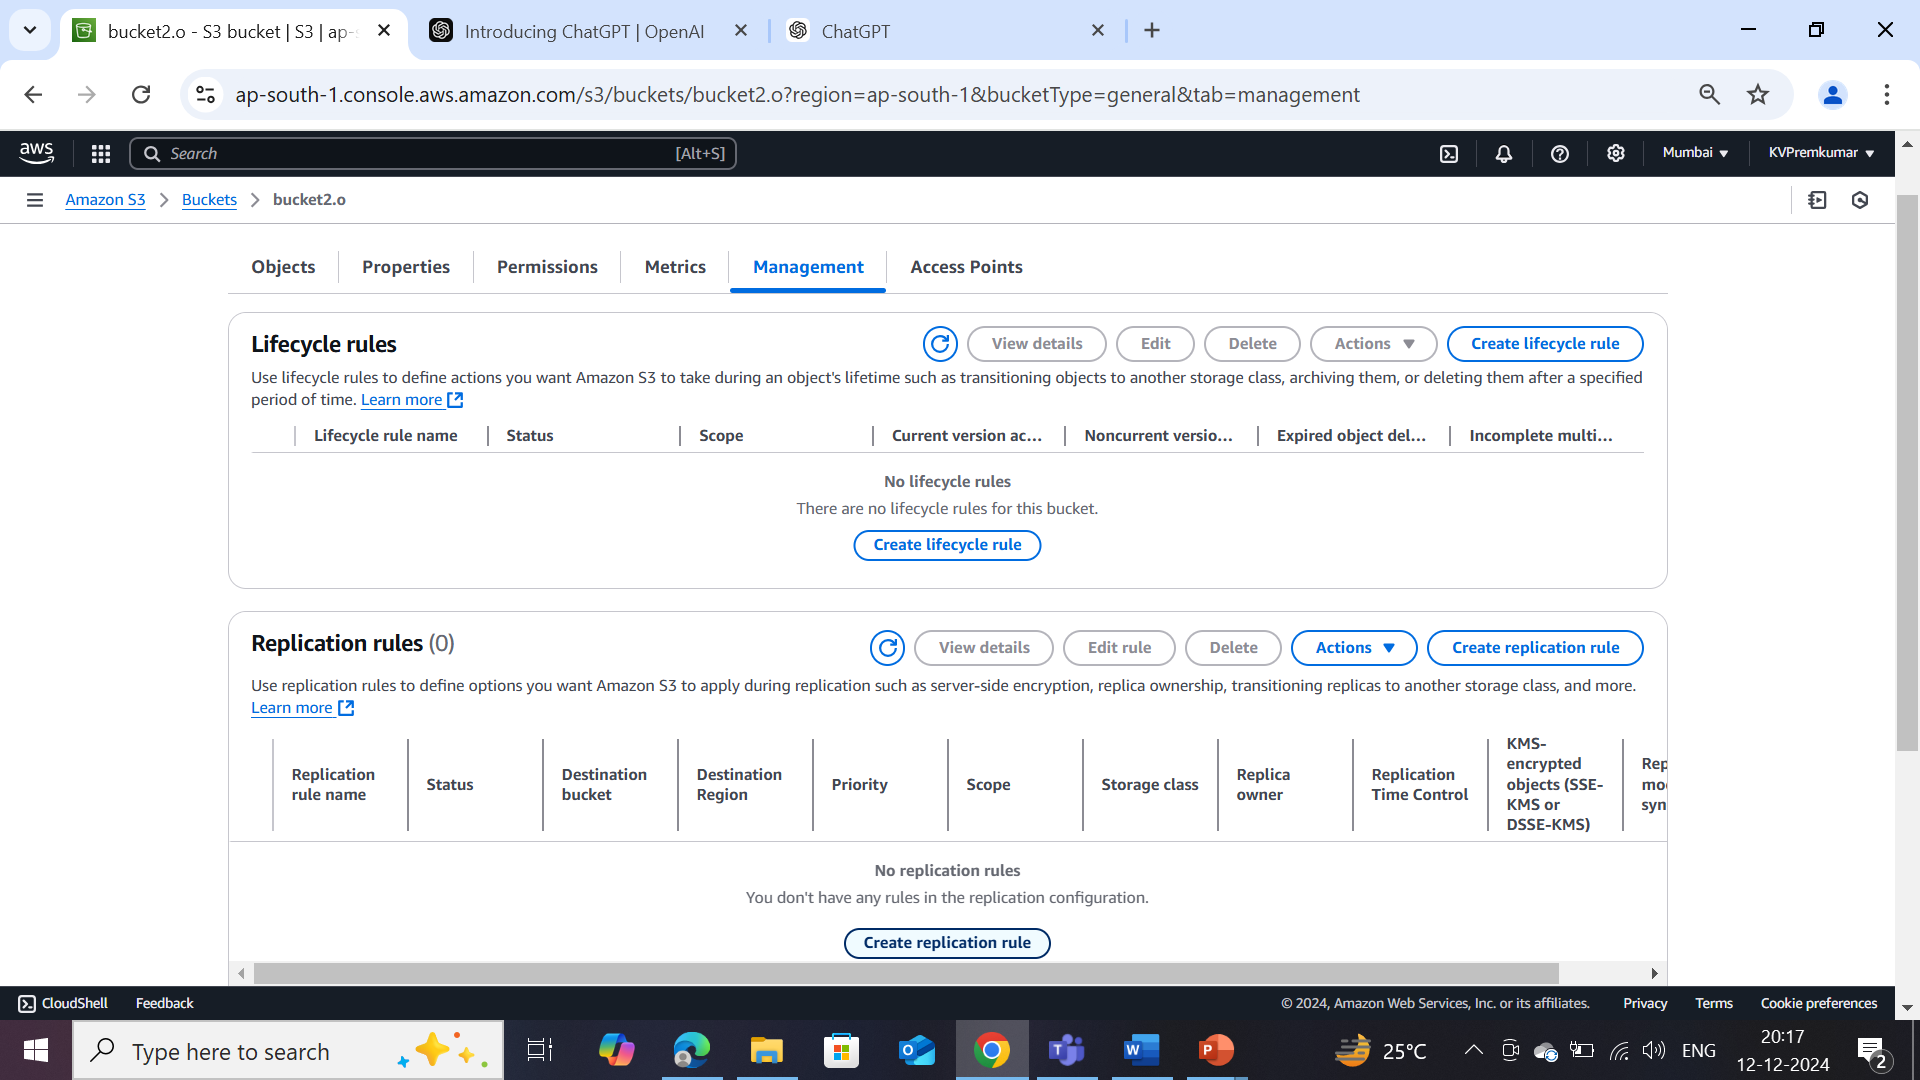 bucket2.o - S3 bucket | S3 | ap-
Introducing ChatGPT | OpenAI
ChatGPT
ap-south-1.console.aws.amazon.com/s3/buckets/bucket2.o?region=ap-south-1&bucketType=general&tab=management
aws
Search
[Alt+S]
Mumbai
KVPremkumar
Amazon S3
Buckets
bucket2.o
Objects
Properties
Permissions
Metrics
Management
Access Points
Lifecycle rules
View details
Edit
Delete
Actions
Create lifecycle rule
Use lifecycle rules to define actions you want Amazon S3 to take during an object's lifetime such as transitioning objects to another storage class, archiving them, or deleting them after a specified
period of time. Learn more
Lifecycle rule name
Status
Scope
Current version ac...
Noncurrent versio...
Expired object del...
Incomplete multi...
No lifecycle rules
There are no lifecycle rules for this bucket.
Create lifecycle rule
Replication rules (0)
View details
Edit rule
Delete
Actions
Create replication rule
Use replication rules to define options you want Amazon S3 to apply during replication such as server-side encryption, replica ownership, transitioning replicas to another storage class, and more.
Learn more
Replication
rule name
Status
Destination
bucket
Destination
Region
Priority
Scope
Storage class
Replica
owner
Replication
Time Control
KMS-
encrypted
objects (SSE-
KMS or
DSSE-KMS)
Rep
mo
syn
No replication rules
You don't have any rules in the replication configuration.
Create replication rule
CloudShell
Feedback
© 2024, Amazon Web Services, Inc. or its affiliates.
Privacy
Terms
Cookie preferences
Type here to search
25°C
ENG
20:17
12-12-2024
2